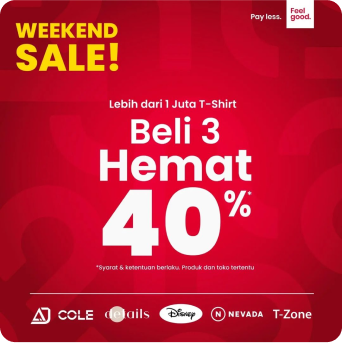 WEEKEND
SALE!
Pay less.
Feel
good.
Lebih dari 1 Juta T-Shirt
Beli 3
Hemat
40%*
*Syarat & ketentuan berlaku. Produk dan toko tertentu
COLE
details
Disney
N NEVADA
T-Zone